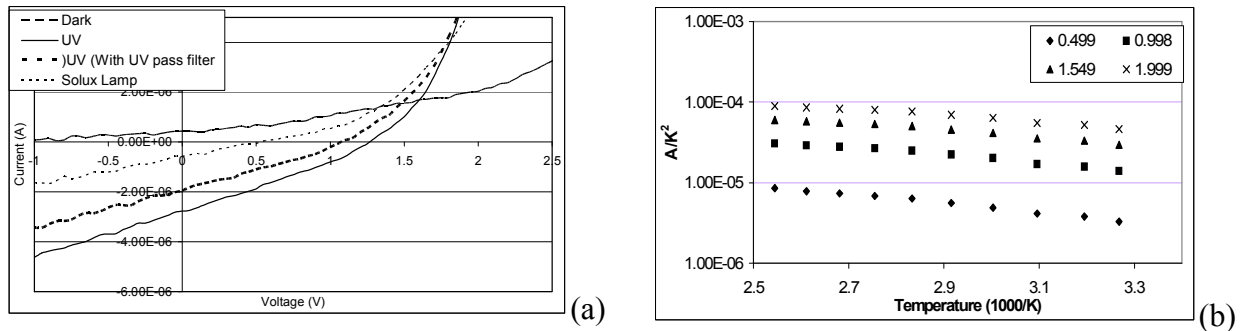 Dark
UV
)UV (With UV pass filter
Solux Lamp
2.00E-06
0.00E+00
-2.00E-06
-4.00E-06
-6.00E-06
-1 -0.5 0 0.5 1 1.5 2 2.5
Current (A)
Voltage (V)
(a)
1.00E-03
1.00E-04
1.00E-05
1.00E-06
A/K²
0.499 0.998
1.549 1.999
2.5 2.7 2.9 3.1 3.3
Temperature (1000/K)
(b)